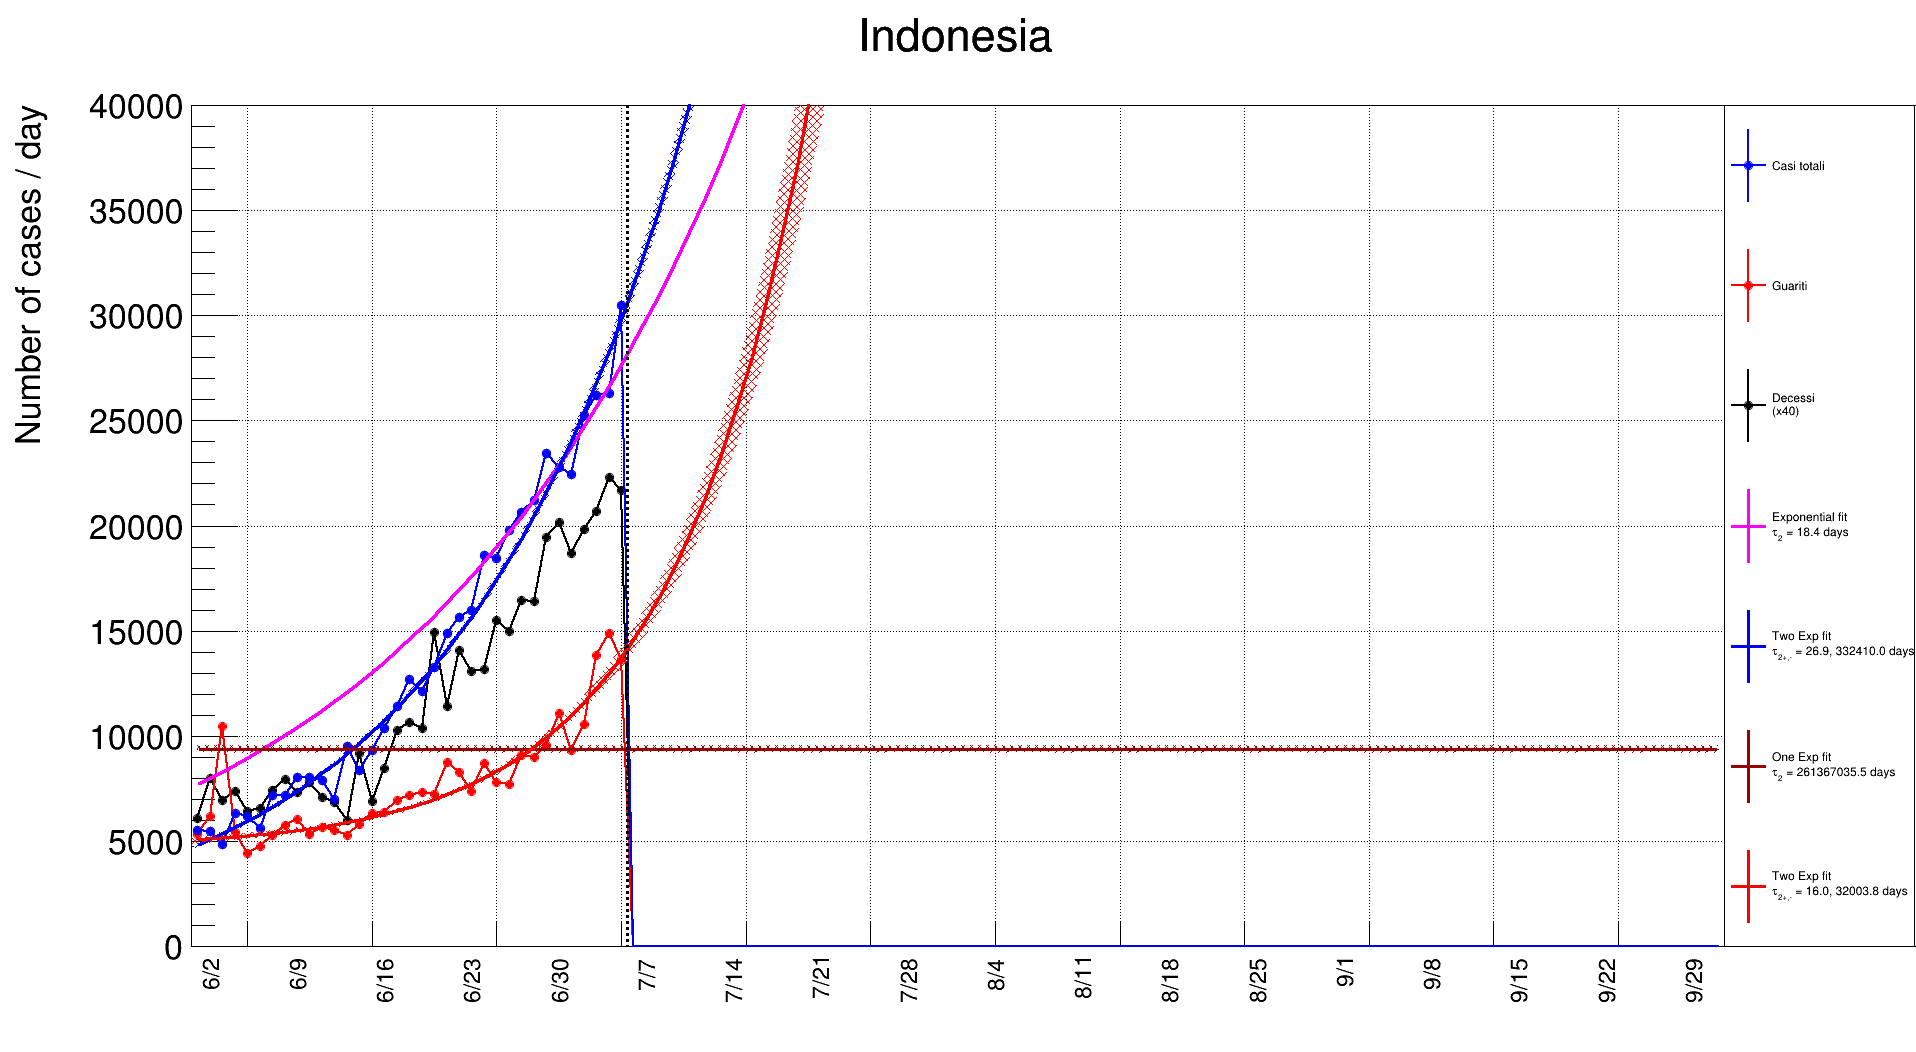 Indonesia
Number of cases / day
40000
35000
30000
25000
20000
15000
10000
5000
0
6/2
6/9
6/16
6/23
6/30
7/7
7/14
7/21
7/28
8/4
8/11
8/18
8/25
9/1
9/8
9/15
9/22
9/29
Casi totali
Guariti
Decessi
(x40)
Exponential fit
τ2 = 18.4 days
Two Exp fit
τ2+,- = 26.9, 332410.0 days
One Exp fit
τ2 = 261367035.5 days
Two Exp fit
τ2+,- = 16.0, 32003.8 days